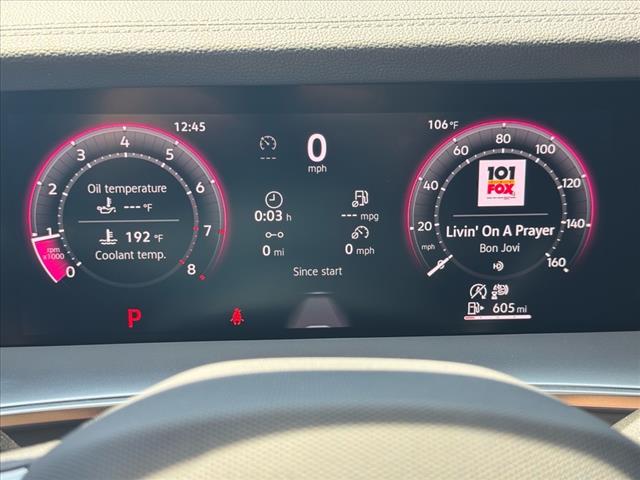 12:45
106 °F
0
mph
---
1
2
3
4
5
6
7
8
0
rpm
x1000
Oil temperature
--- °F
192 °F
Coolant temp.
0:03 h
--- mpg
0 mi
0 mph
Since start
0
20
40
60
80
100
120
140
160
mph
101
FOX
Livin' On A Prayer
Bon Jovi
605 mi
P